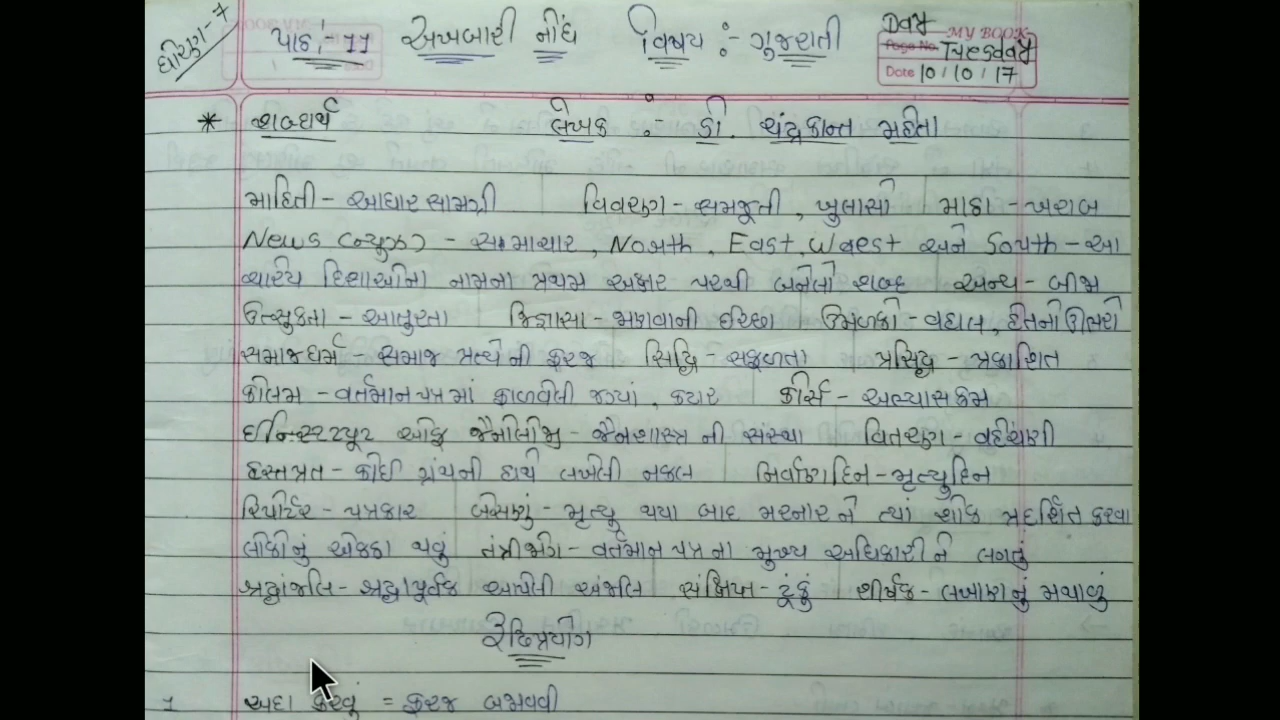 ધોરણ-7
પાઠ :- 11 અખબારી નોંધ વિષય :- ગુજરાતી
Day
MY BOOK
Page No. Tuesday
Date 10/10/17
* શબ્દાર્થ લેખક :- ડૉ. ચંદ્રકાન્ત મહેતા
માહિતી - આધાર સામગ્રી વિવરણ - સમજૂતી, ખુલાસો માઠા - ખરાબ
News (ન્યુઝ) - સમાચાર, North, East, Waest અને South - આ
ચારેય દિશાઓના નામના પ્રથમ અક્ષર પરથી બનેલો શબ્દ અન્ય - બીજા
ઉત્સુકતા - આતુરતા જિજ્ઞાસા - જાણવાની ઇચ્છા ઉમળકો - વહાલ, હેતનો ઊભરો
સમાજધર્મ - સમાજ પ્રત્યે ની ફરજ સિદ્ધિ - સફળતા પ્રસિદ્ધ - પ્રકાશિત
કોલમ - વર્તમાનપત્રમાં ફાળવેલી જગ્યા, કટાર કોર્સ - અભ્યાસક્રમ
ઇન્સ્ટિટ્યૂટ ઓફ જૈનોલોજી - જૈનશાસ્ત્ર ની સંસ્થા વિતરણ - વહેંચણી
હસ્તપ્રત - કોઈ ગ્રંથની હાથે લખેલી નકલ નિર્વાણદિન - મૃત્યુદિન
રિપોર્ટર - પત્રકાર બેસણું - મૃત્યુ થયા બાદ મરનાર ને ત્યાં શોક પ્રદર્શિત કરવા
લોકોનું એકઠા થવું તંત્રીજોગ - વર્તમાનપત્ર ના મુખ્ય અધિકારી ને લગતું
શ્રદ્ધાંજલિ - શ્રદ્ધાપૂર્વક આપેલી અંજલિ સંક્ષિપ્ત - ટૂંકું શીર્ષક - લખાણનું મથાળું
રૂઢિપ્રયોગ
1 અદા કરવું = ફરજ બજાવવી